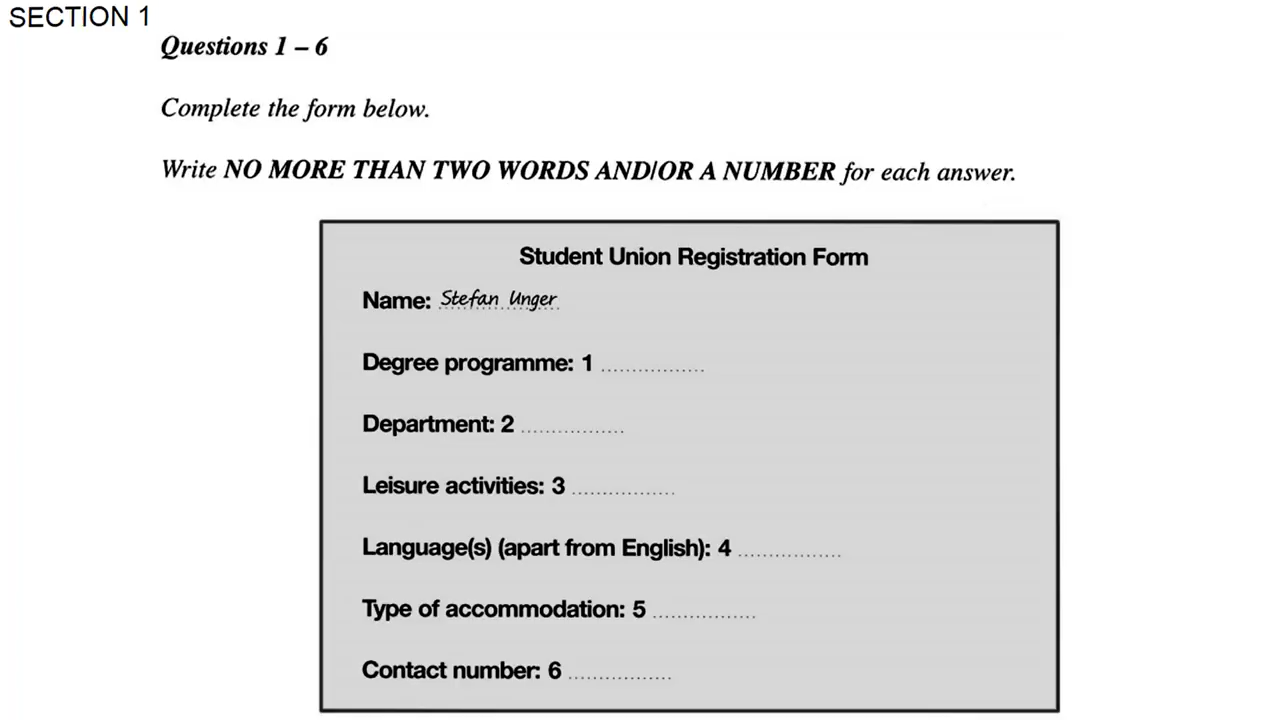 SECTION 1
Questions 1 – 6
Complete the form below.
Write NO MORE THAN TWO WORDS AND/OR A NUMBER for each answer.
Student Union Registration Form
Name: Stefan Unger
Degree programme: 1 ..................
Department: 2 ..................
Leisure activities: 3 ..................
Language(s) (apart from English): 4 ..................
Type of accommodation: 5 ..................
Contact number: 6 ..................